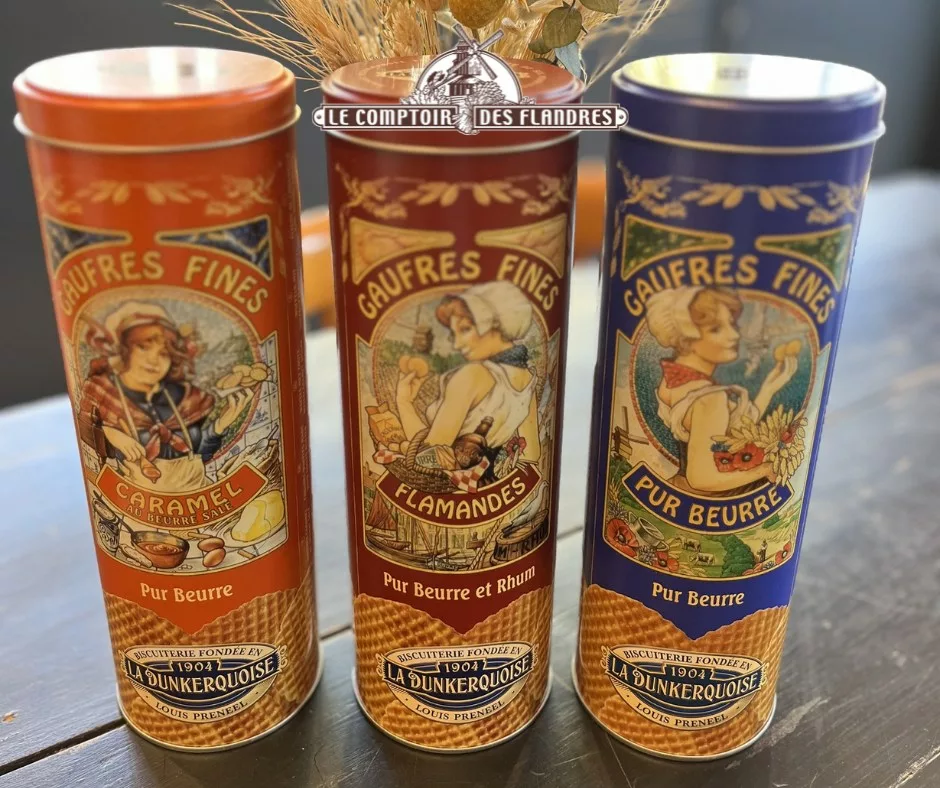 LE COMPTOIR DES FLANDRES
GAUFRES FINES
CARAMEL
AU BEURRE SALÉ
Pur Beurre
BISCUITERIE FONDÉE EN
1904
LA DUNKERQUOISE
LOUIS PRENEEL
GAUFRES FINES
FLAMANDES
Pur Beurre et Rhum
BISCUITERIE FONDÉE EN
1904
LA DUNKERQUOISE
LOUIS PRENEEL
GAUFRES FINES
PUR BEURRE
Pur Beurre
BISCUITERIE FONDÉE EN
1904
LA DUNKERQUOISE
LOUIS PRENEEL